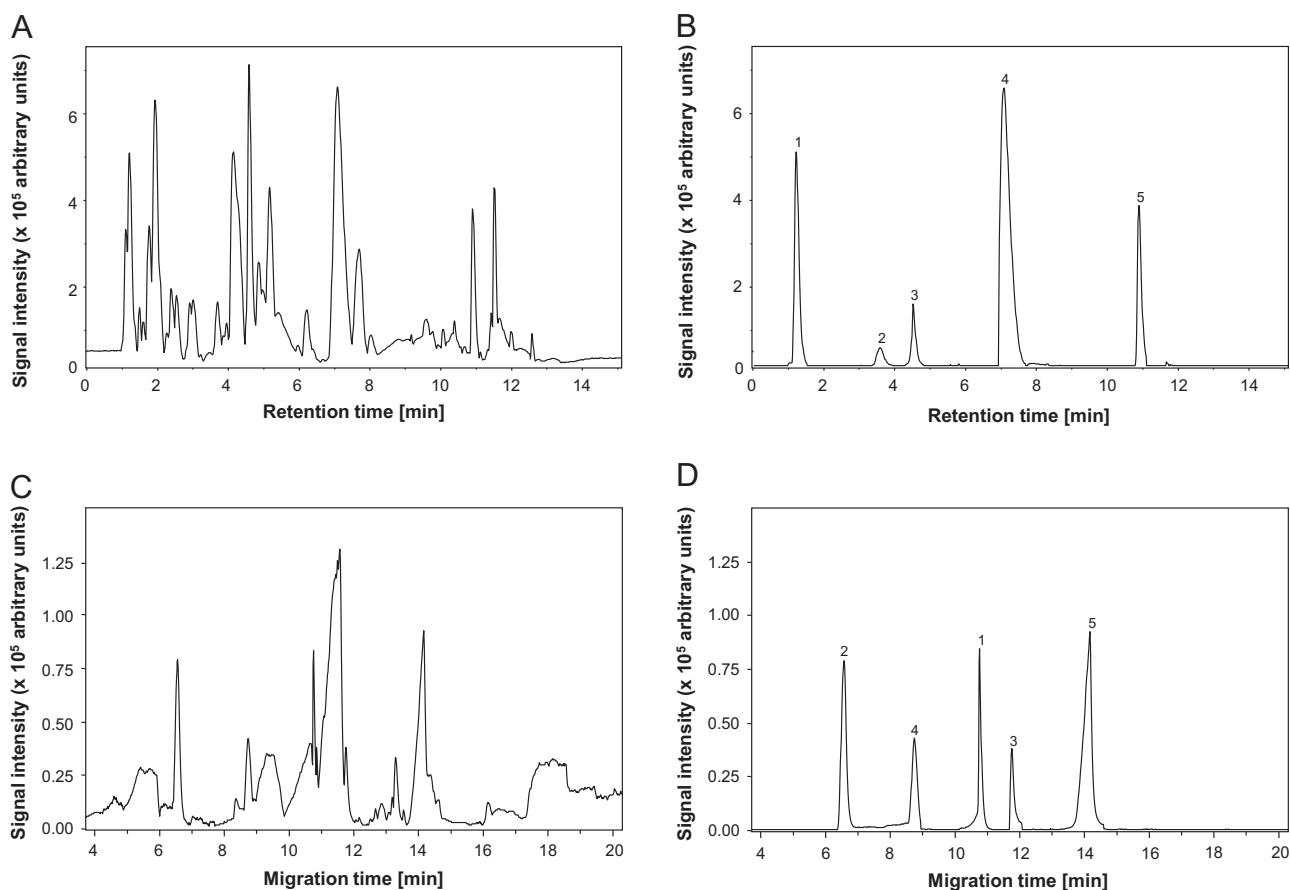 A
Signal intensity (x 10⁵ arbitrary units)
6
4
2
0
0 2 4 6 8 10 12 14
Retention time [min]
B
Signal intensity (x 10⁵ arbitrary units)
6
4
2
0
1
2
3
4
5
0 2 4 6 8 10 12 14
Retention time [min]
C
Signal intensity (x 10⁵ arbitrary units)
1.25
1.00
0.75
0.50
0.25
0.00
4 6 8 10 12 14 16 18 20
Migration time [min]
D
Signal intensity (x 10⁵ arbitrary units)
1.25
1.00
0.75
0.50
0.25
0.00
2
4
1
3
5
4 6 8 10 12 14 16 18 20
Migration time [min]